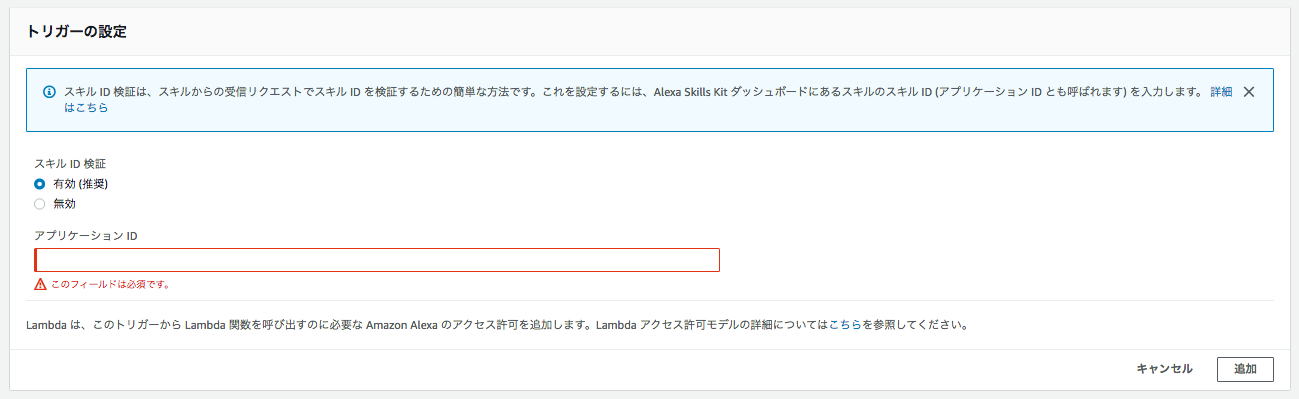 トリガーの設定
スキル ID 検証は、スキルからの受信リクエストでスキル ID を検証するための簡単な方法です。これを設定するには、Alexa Skills Kit ダッシュボードにあるスキルのスキル ID (アプリケーション ID とも呼ばれます) を入力します。 詳細
はこちら
スキル ID 検証
有効 (推奨)
無効
アプリケーション ID
このフィールドは必須です。
Lambda は、このトリガーから Lambda 関数を呼び出すのに必要な Amazon Alexa のアクセス許可を追加します。Lambda アクセス許可モデルの詳細についてはこちらを参照してください。
キャンセル 追加